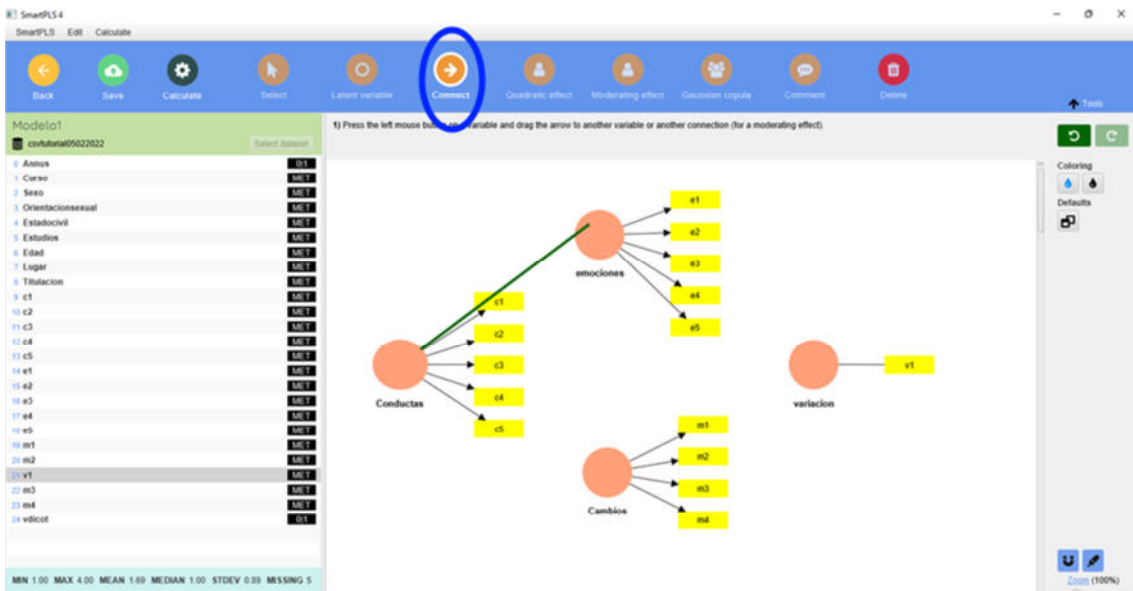 SmartPLS 4
SmartPLS Edit Calculate
Back Save Calculate Select Latent variable Connect Quadratic effect Moderating effect Gaussian copula Comment Delete
Tools
Modelo1
csvtutorial05022022 Select dataset
1) Press the left mouse button on variable and drag the arrow to another variable or another connection (for a moderating effect).
0 Annus 0|1
1 Curso MET
2 Sexo MET
3 Orientacionsexual MET
4 Estadocivil MET
5 Estudios MET
6 Edad MET
7 Lugar MET
8 Titulacion MET
9 c1 MET
10 c2 MET
11 c3 MET
12 c4 MET
13 c5 MET
14 e1 MET
15 e2 MET
16 e3 MET
17 e4 MET
18 e5 MET
19 m1 MET
20 m2 MET
21 v1 MET
22 m3 MET
23 m4 MET
24 vdicot 0|1
MIN 1.00 MAX 4.00 MEAN 1.69 MEDIAN 1.00 STDEV 0.89 MISSING 5
e1
e2
e3
e4
e5
emociones
c1
c2
c3
c4
c5
Conductas
v1
variacion
m1
m2
m3
m4
Cambios
Coloring
Defaults
Zoom (100%)